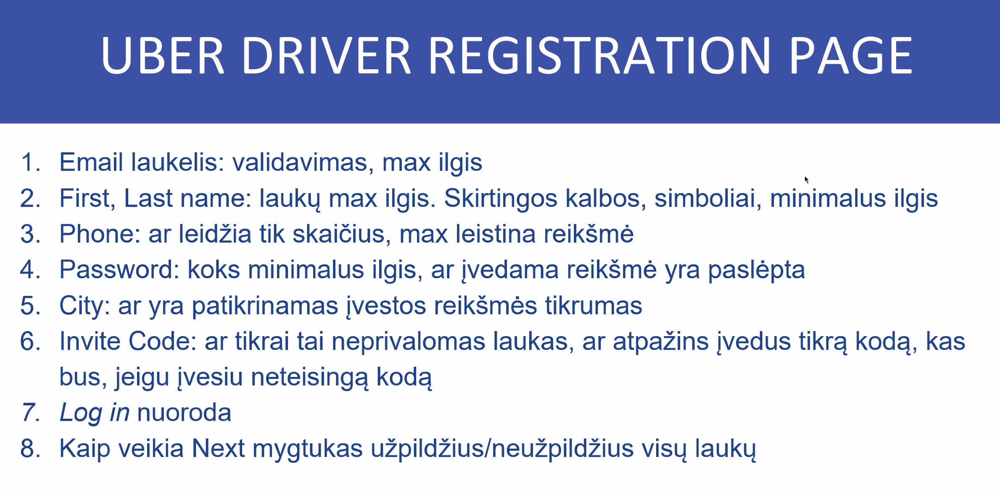 UBER DRIVER REGISTRATION PAGE
1. Email laukelis: validavimas, max ilgis
2. First, Last name: laukų max ilgis. Skirtingos kalbos, simboliai, minimalus ilgis
3. Phone: ar leidžia tik skaičius, max leistina reikšmė
4. Password: koks minimalus ilgis, ar įvedama reikšmė yra paslėpta
5. City: ar yra patikrinamas įvestos reikšmės tikrumas
6. Invite Code: ar tikrai tai neprivalomas laukas, ar atpažins įvedus tikrą kodą, kas
bus, jeigu įvesiu neteisingą kodą
7. Log in nuoroda
8. Kaip veikia Next mygtukas užpildžius/neužpildžius visų laukų